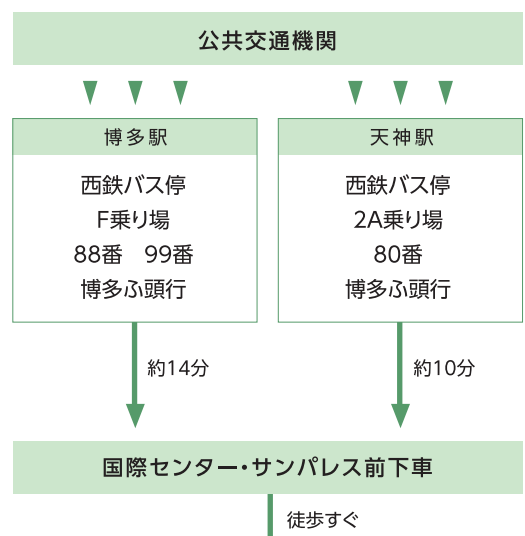 公共交通機関
博多駅
西鉄バス停
F乗り場
88番　99番
博多ふ頭行
天神駅
西鉄バス停
2A乗り場
80番
博多ふ頭行
約14分
約10分
国際センター・サンパレス前下車
徒歩すぐ